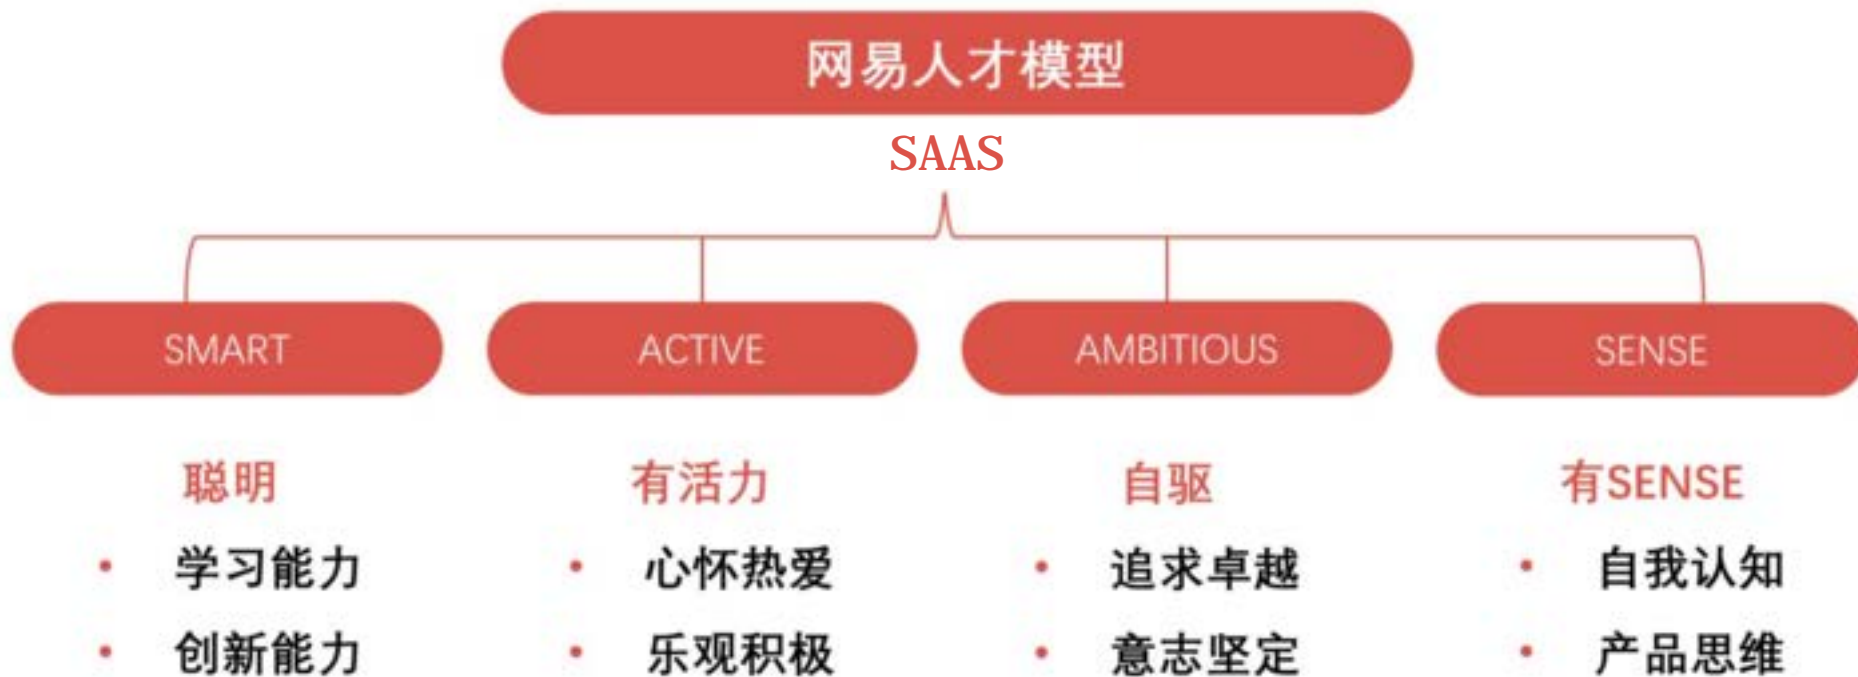 网易人才模型
SAAS
SMART
ACTIVE
AMBITIOUS
SENSE
聪明
有活力
自驱
有SENSE
• 学习能力
• 心怀热爱
• 追求卓越
• 自我认知
• 创新能力
• 乐观积极
• 意志坚定
• 产品思维